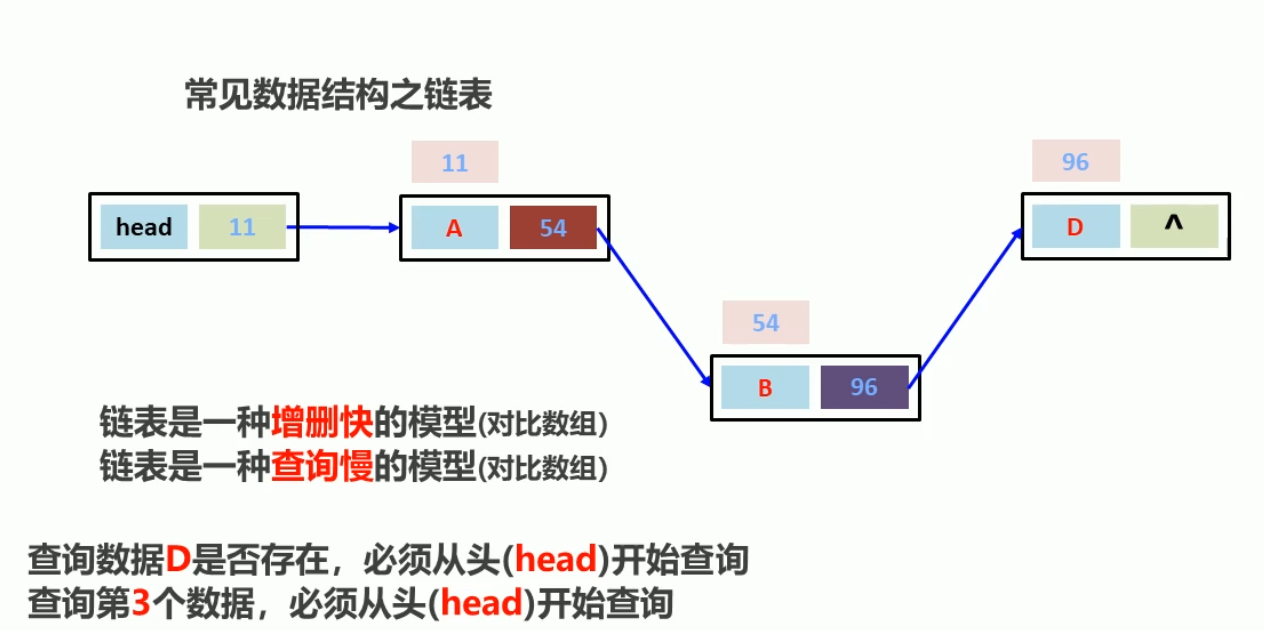 常见数据结构之链表
11
96
head 11
A 54
D ^
54
B 96
链表是一种增删快的模型(对比数组)
链表是一种查询慢的模型(对比数组)
查询数据D是否存在，必须从头(head)开始查询
查询第3个数据，必须从头(head)开始查询